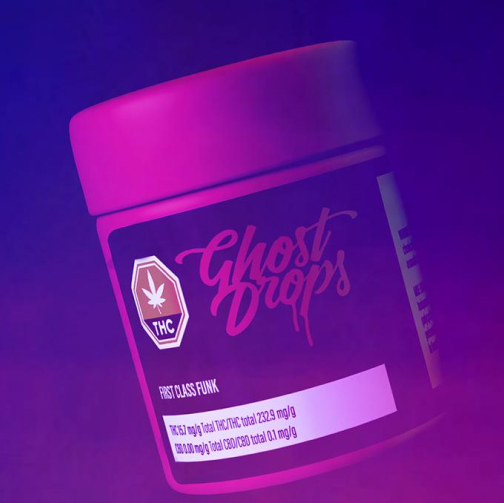 Ghost
Drops
THC
FIRST CLASS FUNK
THC 15.7 mg/g Total THC/THC total 232.9 mg/g
CBD 0.00 mg/g Total CBD/CBD total 0.1 mg/g